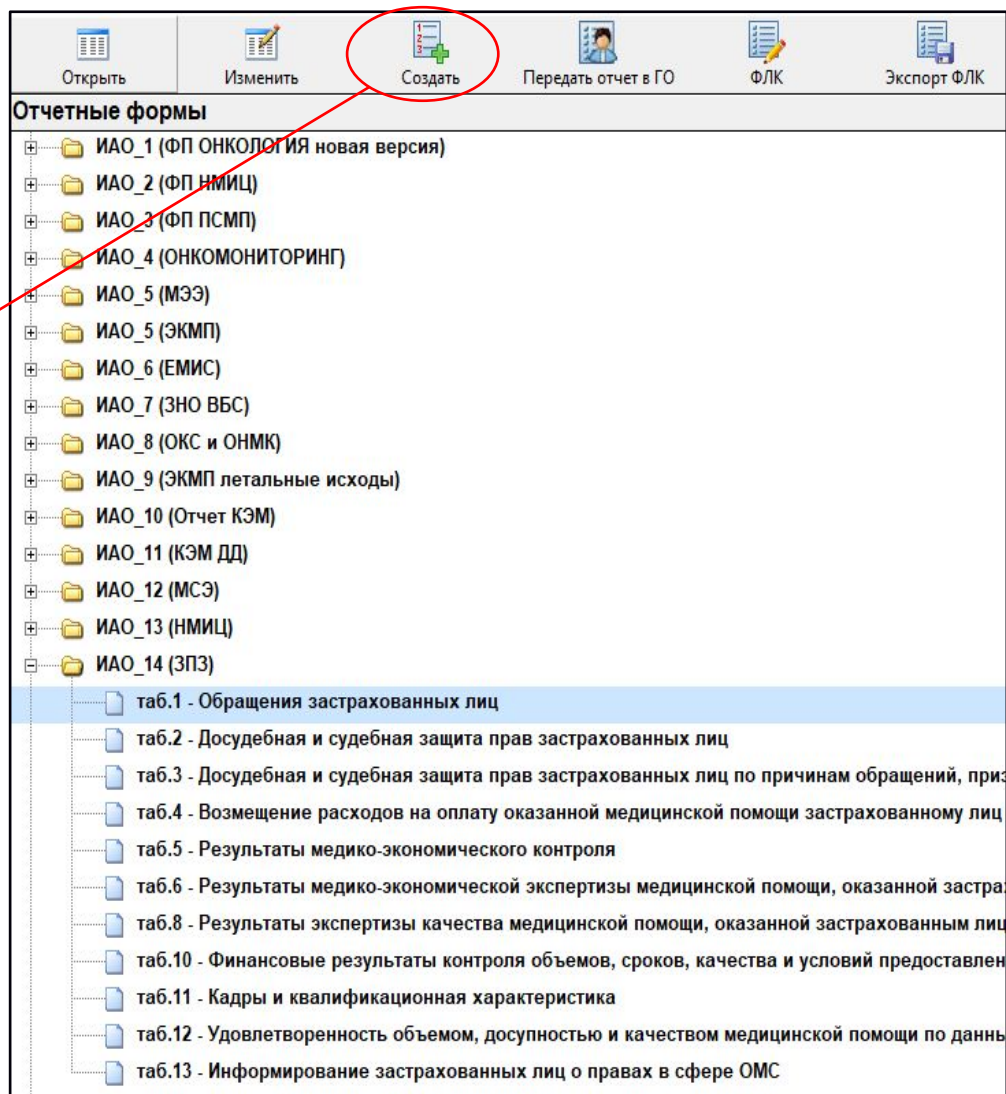 Открыть Изменить Создать Передать отчет в ГО ФЛК Экспорт ФЛК
Отчетные формы
ИАО_1 (ФП ОНКОЛОГИЯ новая версия)
ИАО_2 (ФП НМИЦ)
ИАО_3 (ФП ПСМП)
ИАО_4 (ОНКОМОНИТОРИНГ)
ИАО_5 (МЭЭ)
ИАО_5 (ЭКМП)
ИАО_6 (ЕМИС)
ИАО_7 (ЗНО ВБС)
ИАО_8 (ОКС и ОНМК)
ИАО_9 (ЭКМП летальные исходы)
ИАО_10 (Отчет КЭМ)
ИАО_11 (КЭМ ДД)
ИАО_12 (МСЭ)
ИАО_13 (НМИЦ)
ИАО_14 (ЗПЗ)
таб.1 - Обращения застрахованных лиц
таб.2 - Досудебная и судебная защита прав застрахованных лиц
таб.3 - Досудебная и судебная защита прав застрахованных лиц по причинам обращений, приз
таб.4 - Возмещение расходов на оплату оказанной медицинской помощи застрахованному лиц
таб.5 - Результаты медико-экономического контроля
таб.6 - Результаты медико-экономической экспертизы медицинской помощи, оказанной застра
таб.8 - Результаты экспертизы качества медицинской помощи, оказанной застрахованным лиц
таб.10 - Финансовые результаты контроля объемов, сроков, качества и условий предоставлен
таб.11 - Кадры и квалификационная характеристика
таб.12 - Удовлетворенность объемом, досупностью и качеством медицинской помощи по данны
таб.13 - Информирование застрахованных лиц о правах в сфере ОМС